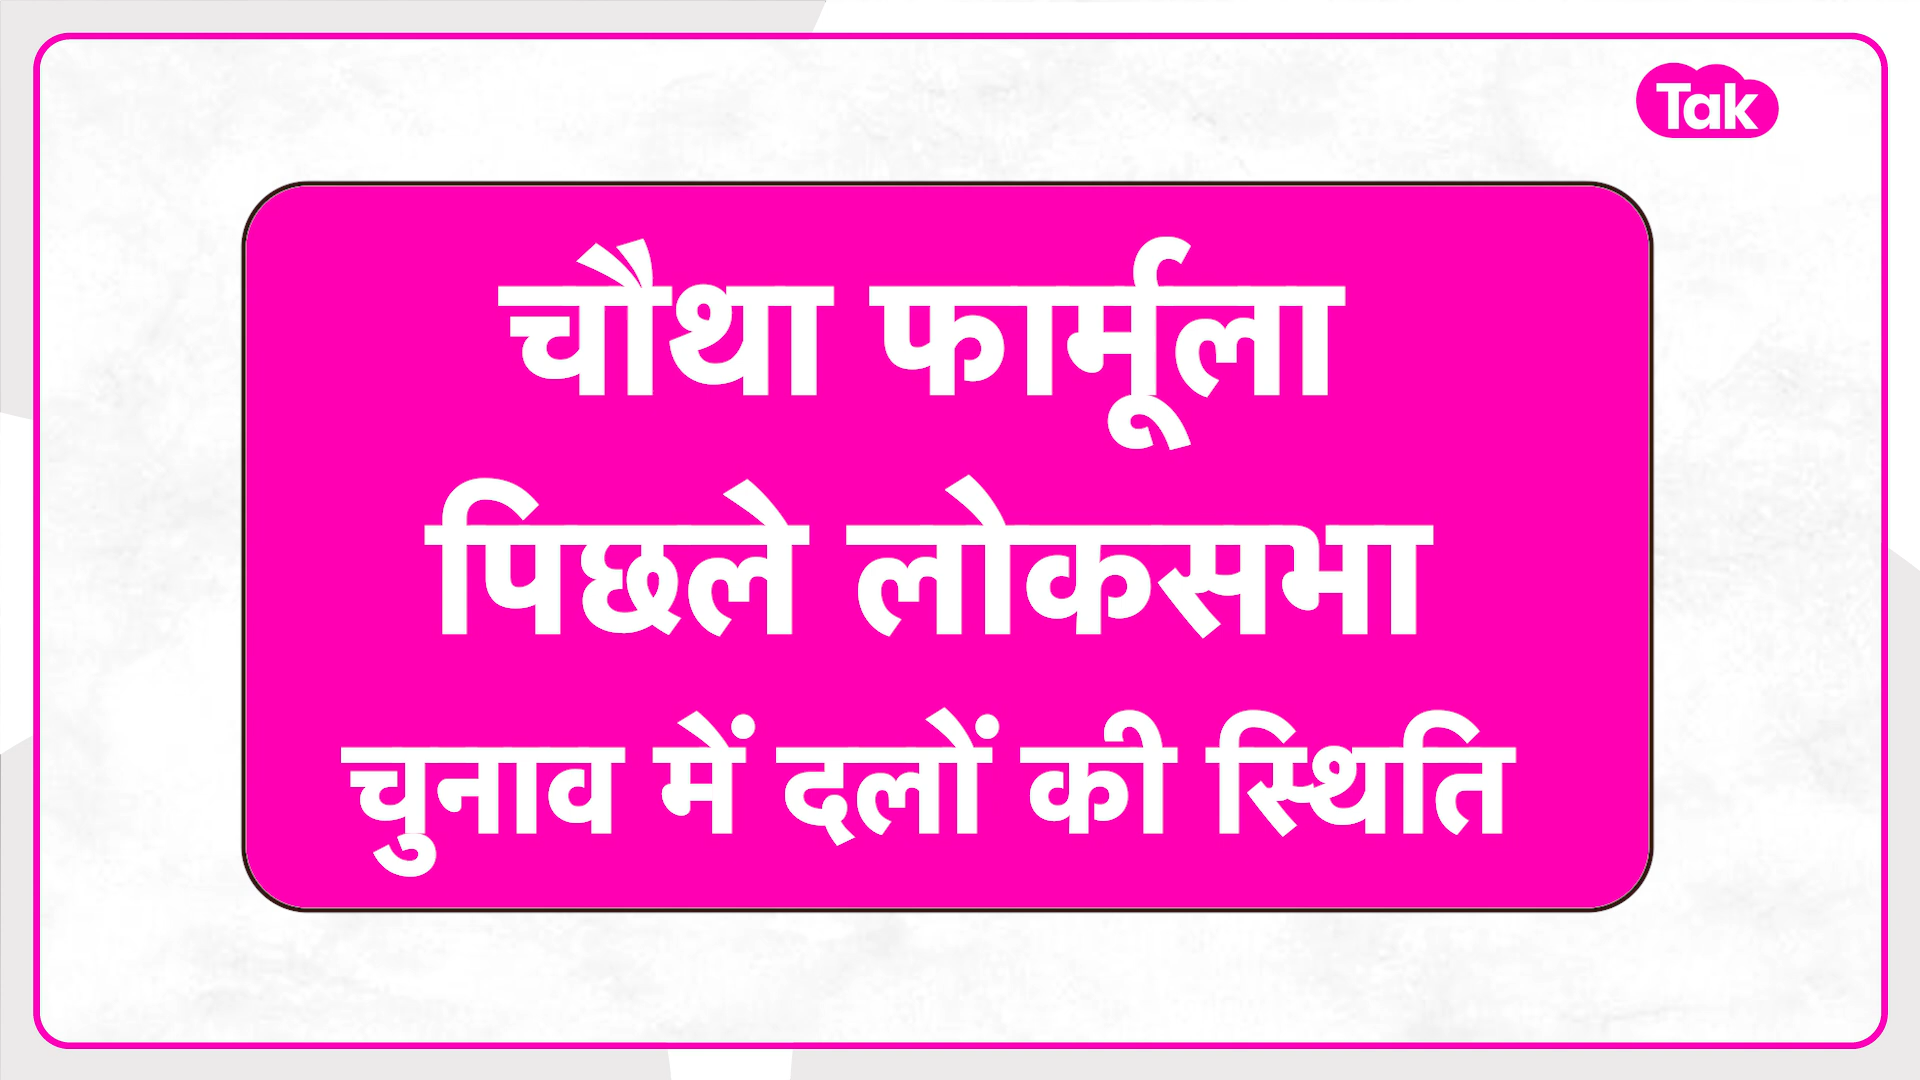 Tak
चौथा फार्मूला
पिछले लोकसभा
चुनाव में दलों की स्थिति